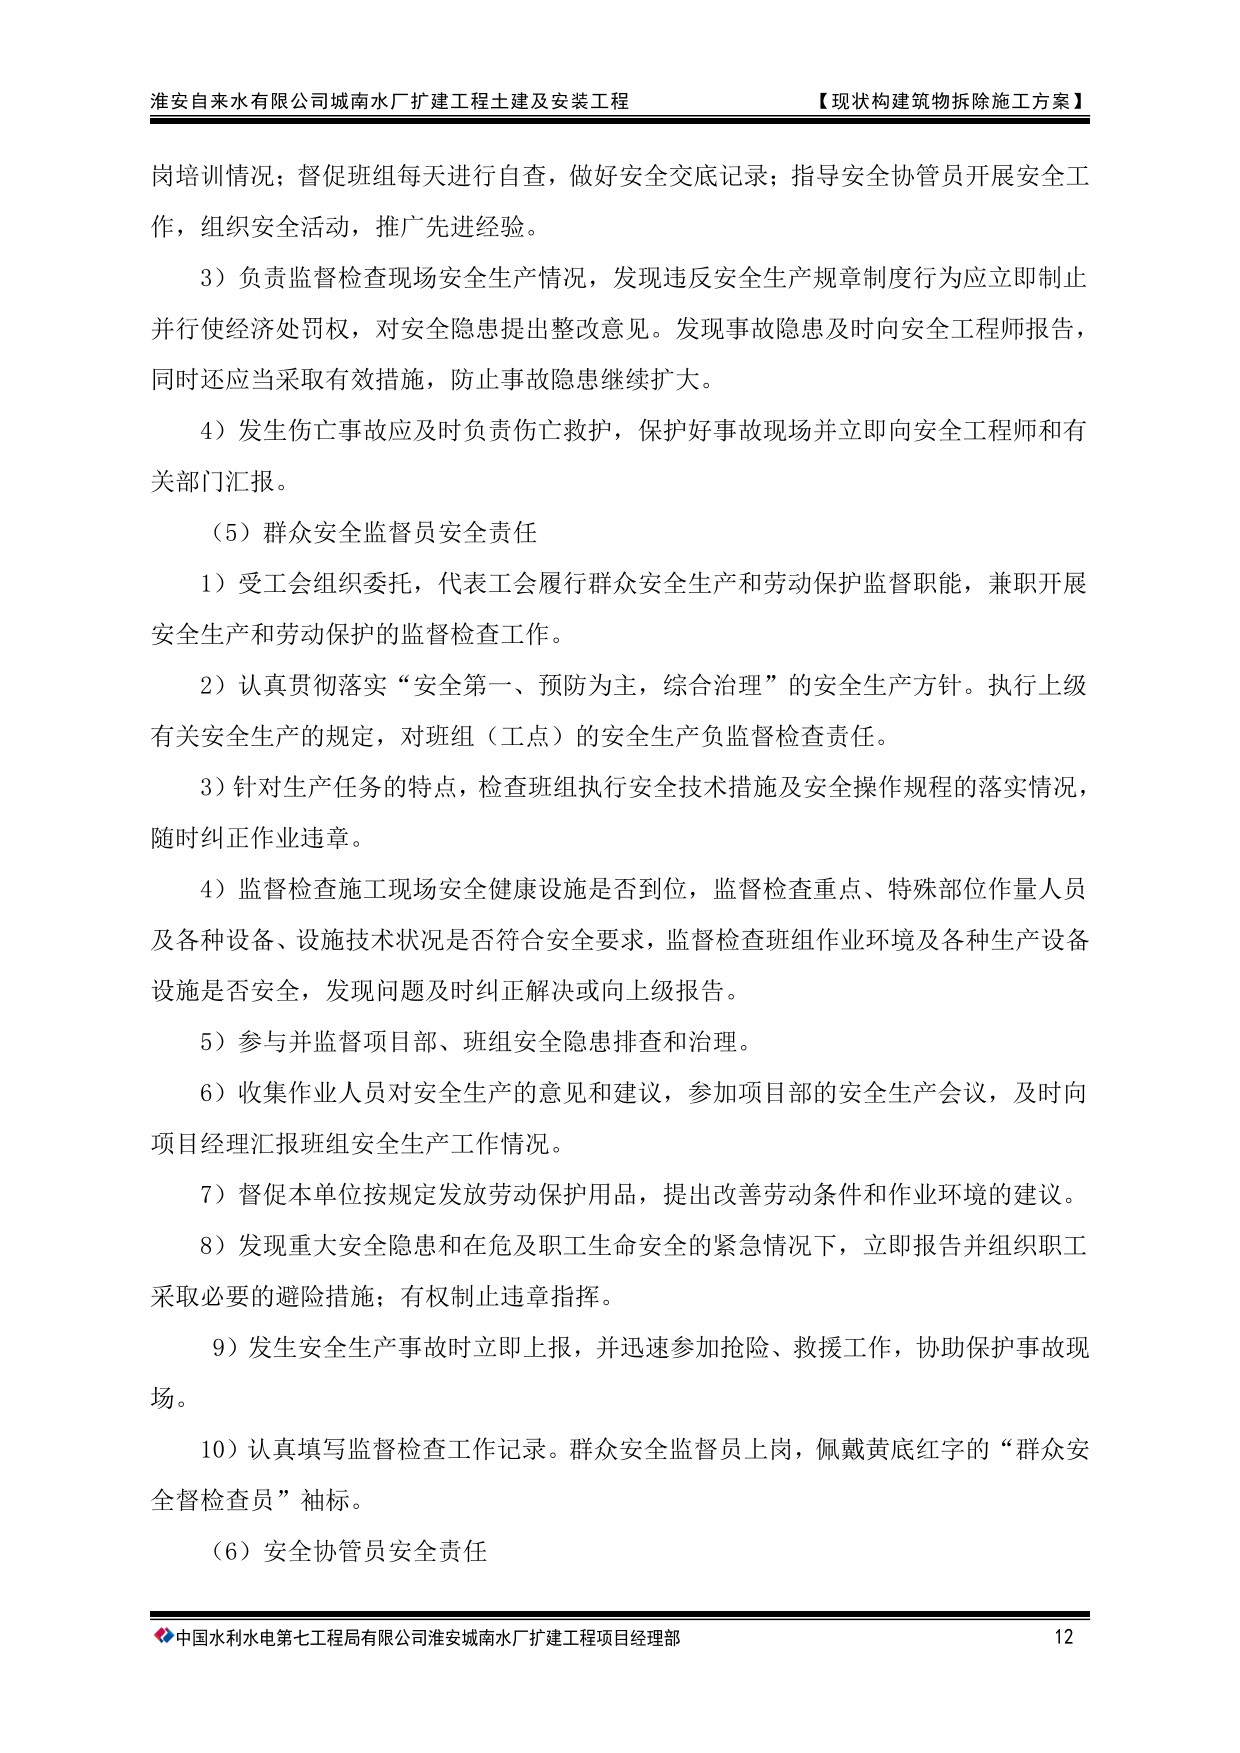 淮安自来水有限公司城南水厂扩建工程土建及安装工程 【现状构建筑物拆除施工方案】
岗培训情况；督促班组每天进行自查，做好安全交底记录；指导安全协管员开展安全工
作，组织安全活动，推广先进经验。
3）负责监督检查现场安全生产情况，发现违反安全生产规章制度行为应立即制止
并行使经济处罚权，对安全隐患提出整改意见。发现事故隐患及时向安全工程师报告，
同时还应当采取有效措施，防止事故隐患继续扩大。
4）发生伤亡事故应及时负责伤亡救护，保护好事故现场并立即向安全工程师和有
关部门汇报。
（5）群众安全监督员安全责任
1）受工会组织委托，代表工会履行群众安全生产和劳动保护监督职能，兼职开展
安全生产和劳动保护的监督检查工作。
2）认真贯彻落实“安全第一、预防为主，综合治理”的安全生产方针。执行上级
有关安全生产的规定，对班组（工点）的安全生产负监督检查责任。
3）针对生产任务的特点，检查班组执行安全技术措施及安全操作规程的落实情况，
随时纠正作业违章。
4）监督检查施工现场安全健康设施是否到位，监督检查重点、特殊部位作量人员
及各种设备、设施技术状况是否符合安全要求，监督检查班组作业环境及各种生产设备
设施是否安全，发现问题及时纠正解决或向上级报告。
5）参与并监督项目部、班组安全隐患排查和治理。
6）收集作业人员对安全生产的意见和建议，参加项目部的安全生产会议，及时向
项目经理汇报班组安全生产工作情况。
7）督促本单位按规定发放劳动保护用品，提出改善劳动条件和作业环境的建议。
8）发现重大安全隐患和在危及职工生命安全的紧急情况下，立即报告并组织职工
采取必要的避险措施；有权制止违章指挥。
9）发生安全生产事故时立即上报，并迅速参加抢险、救援工作，协助保护事故现
场。
10）认真填写监督检查工作记录。群众安全监督员上岗，佩戴黄底红字的“群众安
全督检查员”袖标。
（6）安全协管员安全责任
中国水利水电第七工程局有限公司淮安城南水厂扩建工程项目经理部 12